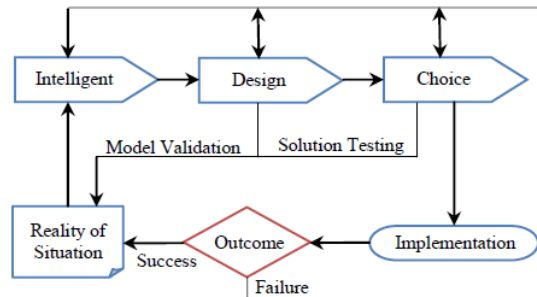 Intelligent
Design
Choice
Model Validation
Solution Testing
Reality of
Situation
Success
Outcome
Implementation
Failure